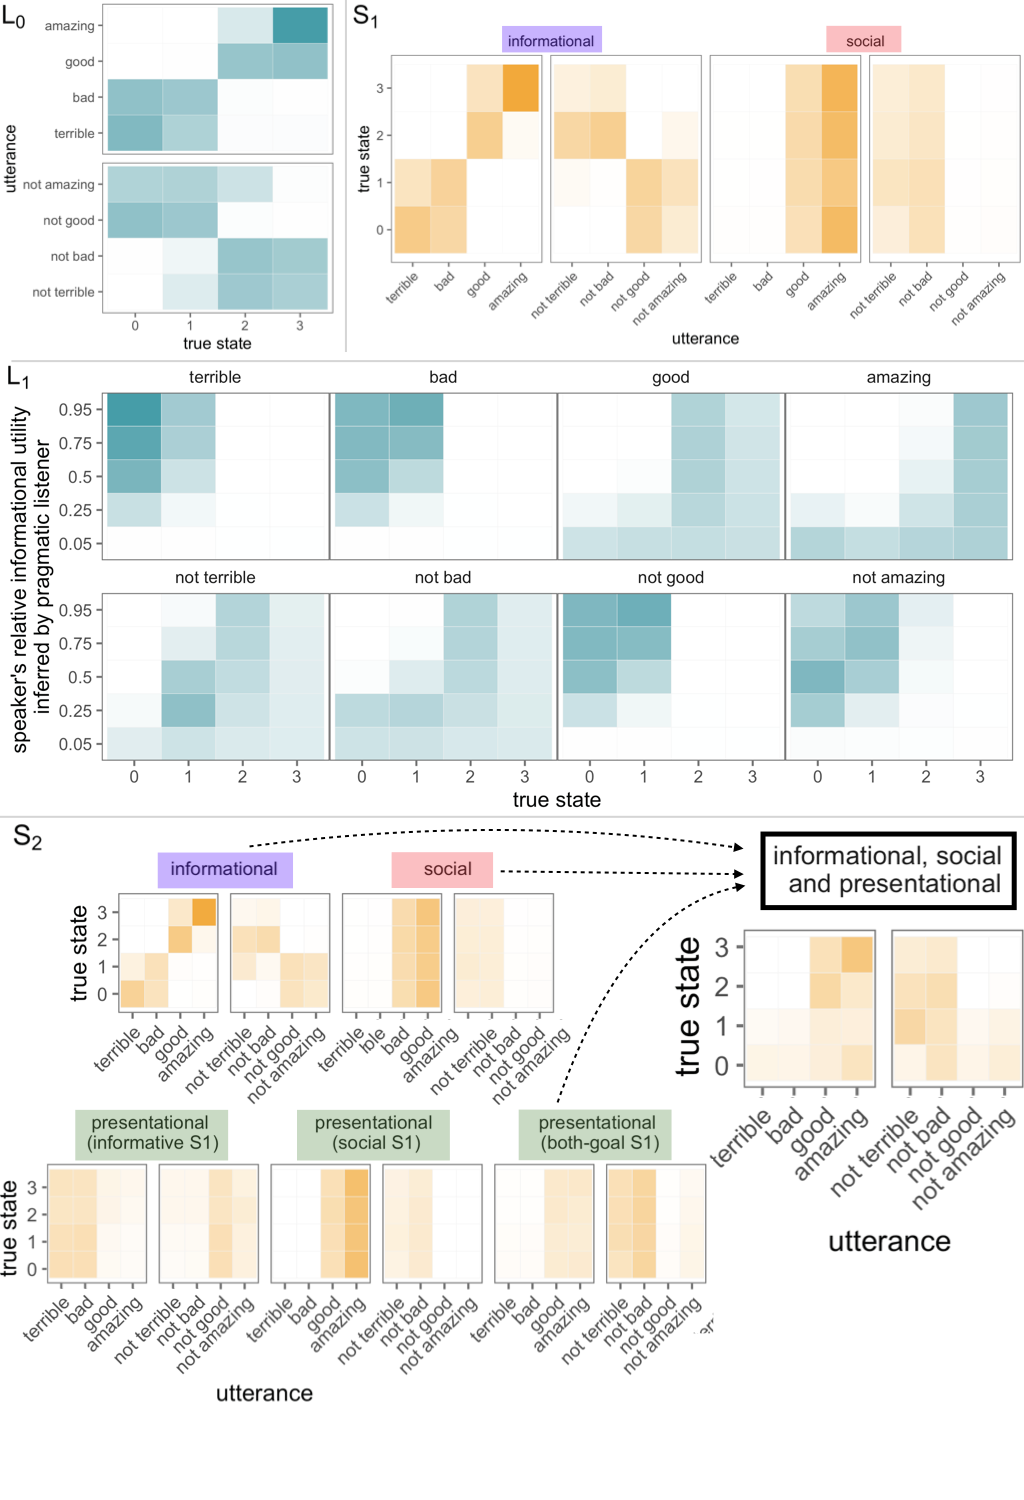 L0
amazing
good
bad
terrible
not amazing
not good
not bad
not terrible
utterance
0 1 2 3
true state
S1
informational
social
true state
3
2
1
0
terrible bad good amazing not terrible not bad not good not amazing terrible bad good amazing not terrible not bad not good not amazing
utterance
L1
terrible bad good amazing
speaker's relative informational utility
inferred by pragmatic listener
0.95
0.75
0.5
0.25
0.05
not terrible not bad not good not amazing
0.95
0.75
0.5
0.25
0.05
0 1 2 3 0 1 2 3 0 1 2 3 0 1 2 3
true state
S2
informational
social
informational, social
and presentational
true state
3
2
1
0
terrible bad good amazing not terrible not bad not good not amazing terrible ble bad good amazing not terrible not bad not good not amazing
true state
3
2
1
0
terrible bad good amazing not terrible not bad not good not amazing
utterance
presentational
(informative S1)
presentational
(social S1)
presentational
(both-goal S1)
true state
3
2
1
0
terrible bad good amazing not terrible not bad not good not amazing terrible bad good amazing not terrible not bad not good not amazing terrible bad good amazing not terrible not bad not good not amazing
utterance